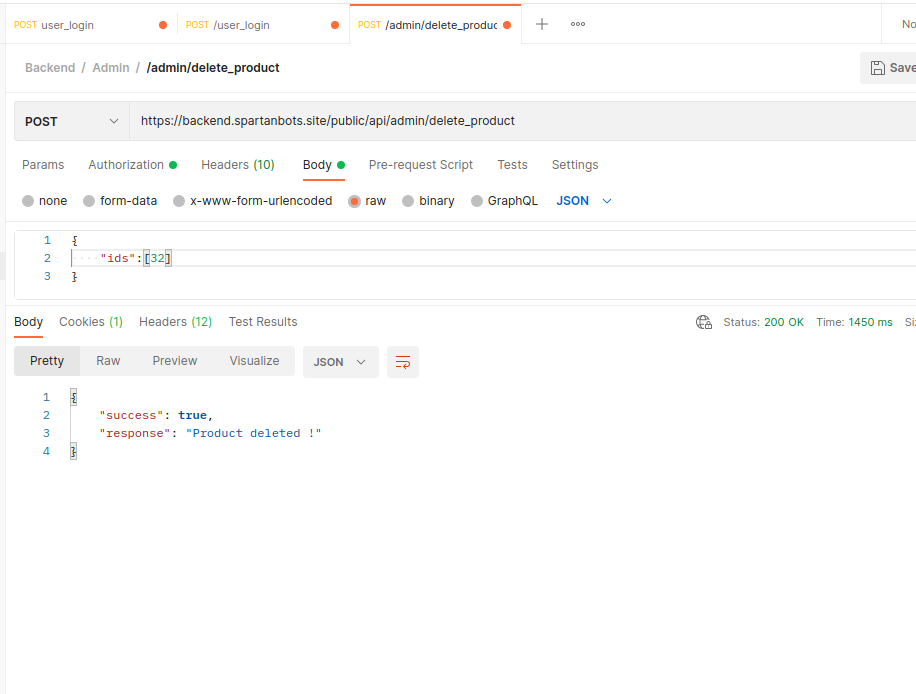 POST user_login POST /user_login POST /admin/delete_produc No
Backend / Admin / /admin/delete_product Save
POST https://backend.spartanbots.site/public/api/admin/delete_product
Params Authorization Headers (10) Body Pre-request Script Tests Settings
none form-data x-www-form-urlencoded raw binary GraphQL JSON
1 {
2 "ids":[32]
3 }
Body Cookies (1) Headers (12) Test Results Status: 200 OK Time: 1450 ms Si
Pretty Raw Preview Visualize JSON
1 {
2 "success": true,
3 "response": "Product deleted !"
4 }